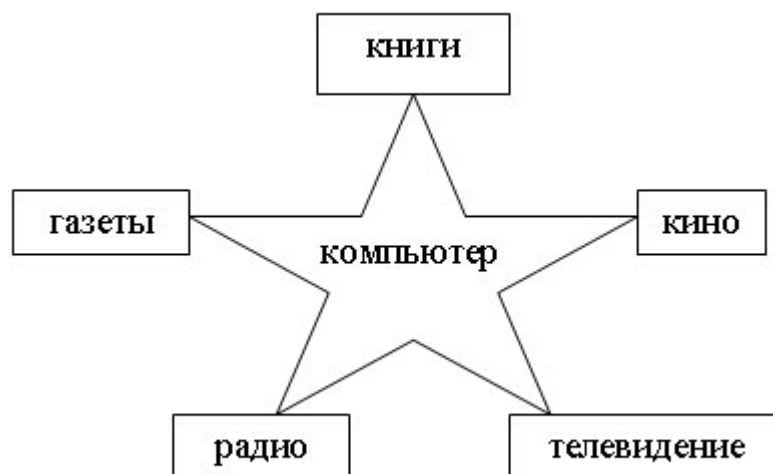 книги
газеты
кино
компьютер
радио
телевидение